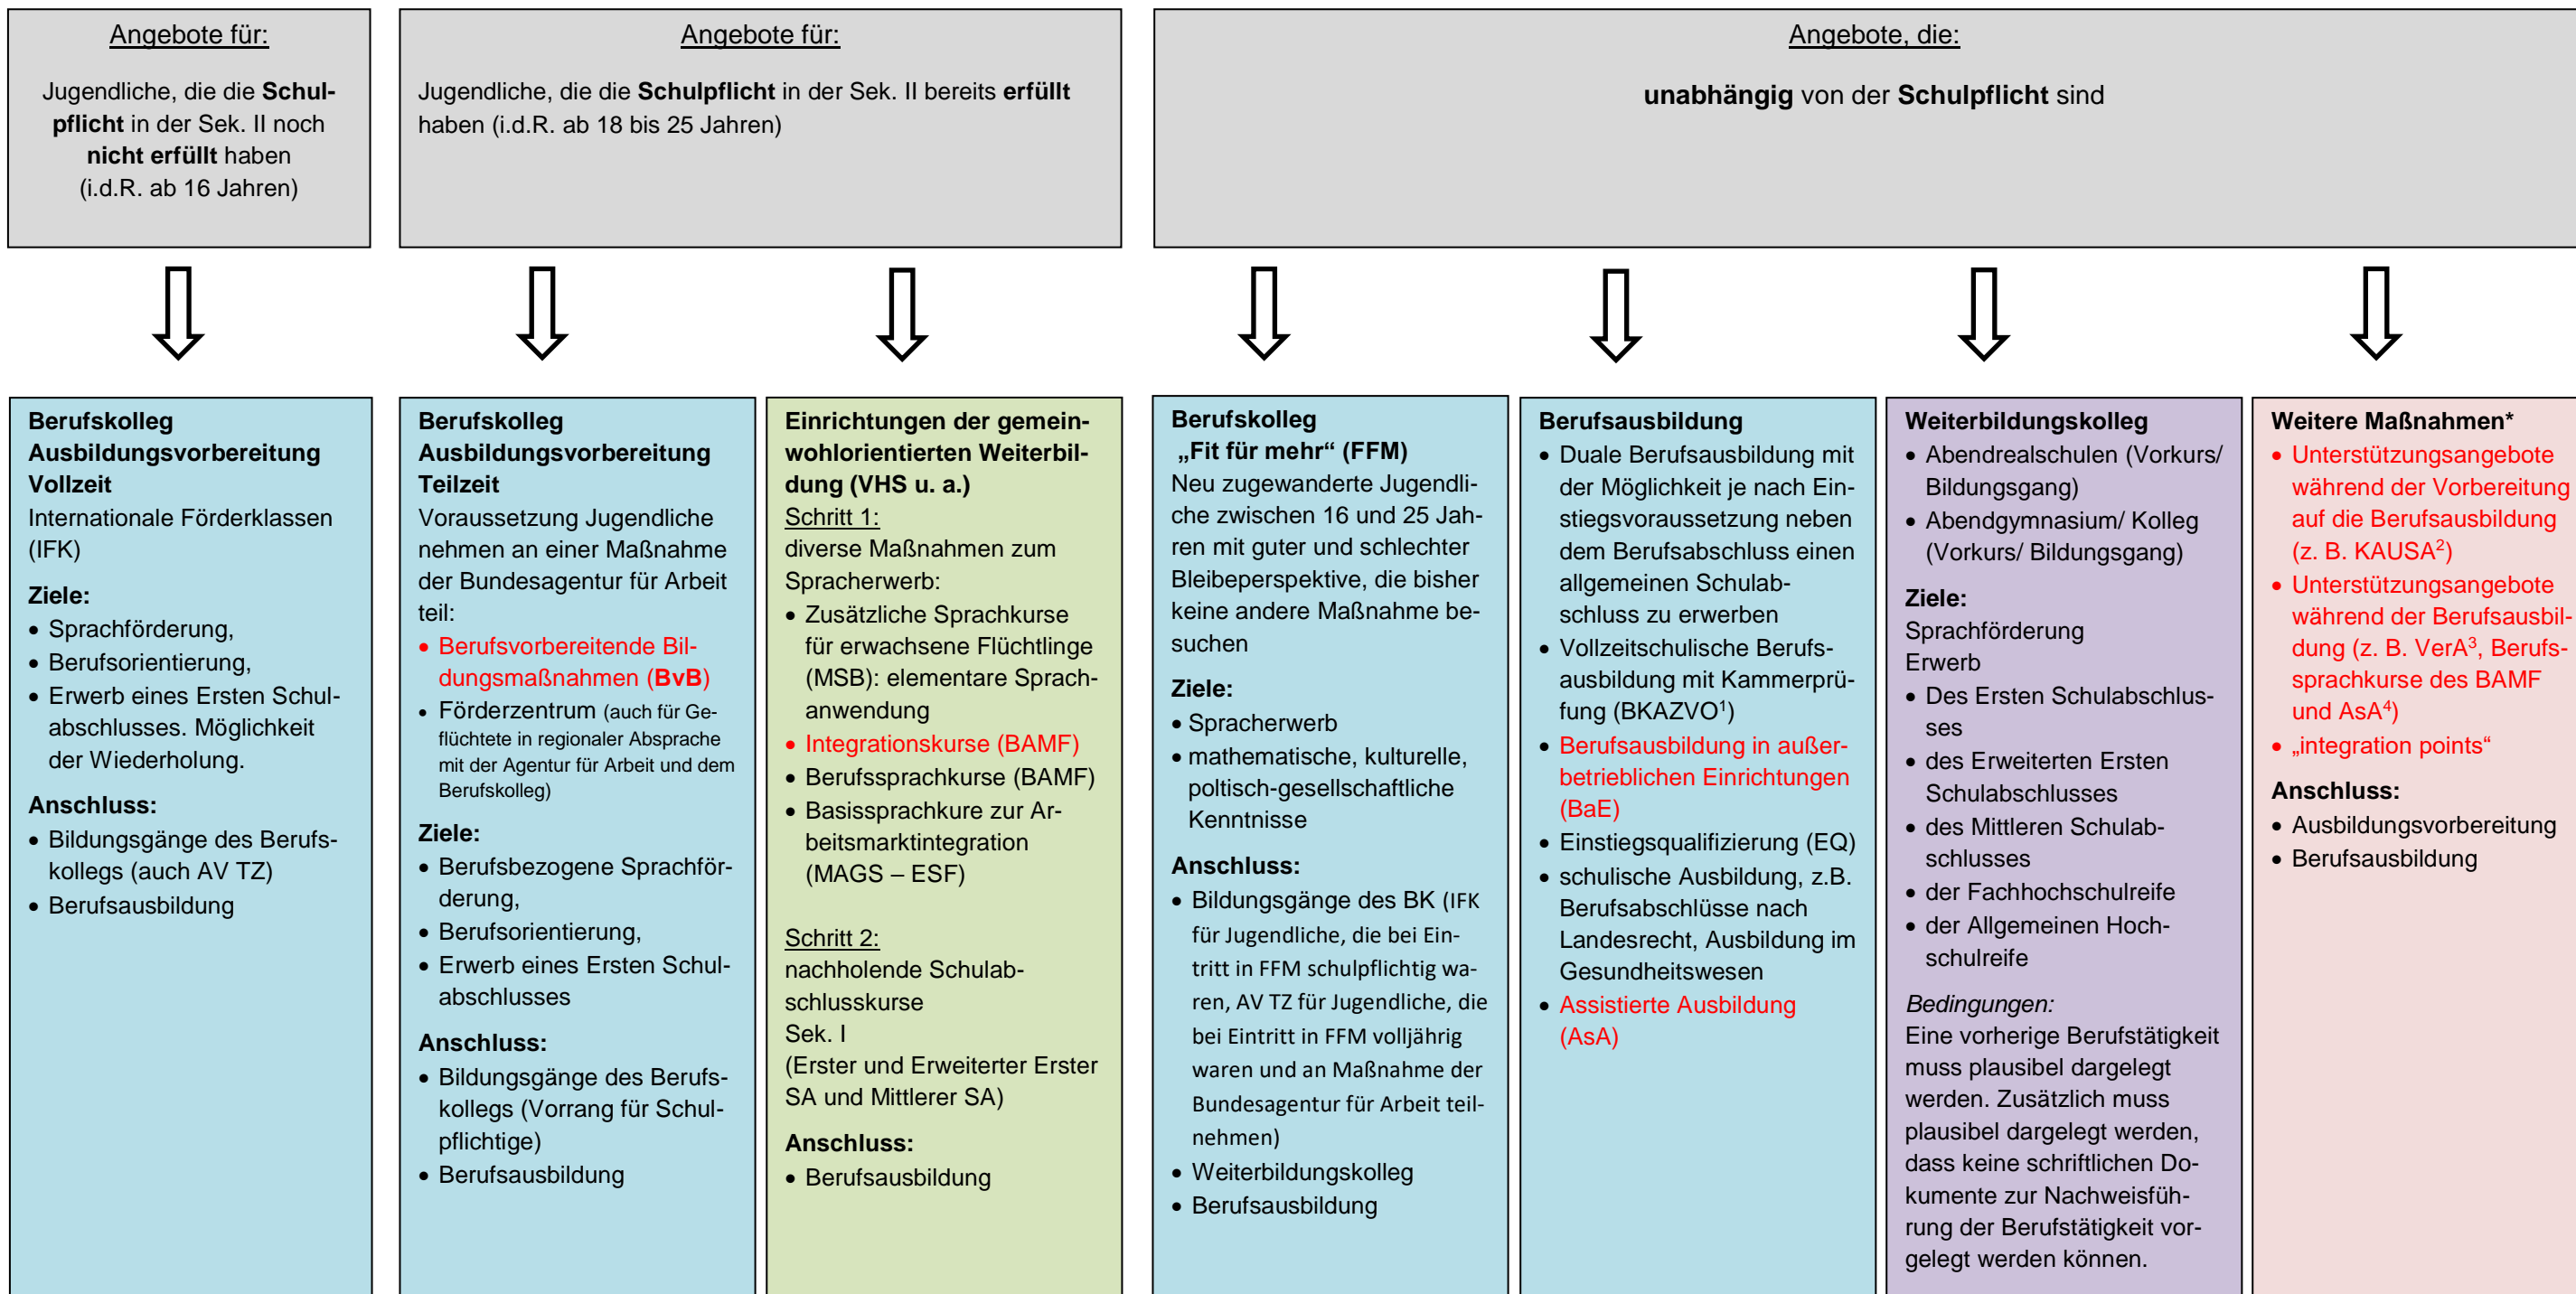 Angebote für:
Jugendliche, die die Schul-
pflicht in der Sek. II noch
nicht erfüllt haben
(i.d.R. ab 16 Jahren)
Angebote für:
Jugendliche, die die Schulpflicht in der Sek. II bereits erfüllt
haben (i.d.R. ab 18 bis 25 Jahren)
Angebote, die:
unabhängig von der Schulpflicht sind
Berufskolleg
Ausbildungsvorbereitung
Vollzeit
Internationale Förderklassen
(IFK)
Ziele:
• Sprachförderung,
• Berufsorientierung,
• Erwerb eines Ersten Schul-
abschlusses. Möglichkeit
der Wiederholung.
Anschluss:
• Bildungsgänge des Berufs-
kollegs (auch AV TZ)
• Berufsausbildung
Berufskolleg
Ausbildungsvorbereitung
Teilzeit
Voraussetzung Jugendliche
nehmen an einer Maßnahme
der Bundesagentur für Arbeit
teil:
• Berufsvorbereitende Bil-
dungsmaßnahmen (BvB)
• Förderzentrum (auch für Ge-
flüchtete in regionaler Absprache
mit der Agentur für Arbeit und dem
Berufskolleg)
Ziele:
• Berufsbezogene Sprachför-
derung,
• Berufsorientierung,
• Erwerb eines Ersten Schul-
abschlusses
Anschluss:
• Bildungsgänge des Berufs-
kollegs (Vorrang für Schul-
pflichtige)
• Berufsausbildung
Einrichtungen der gemein-
wohlorientierten Weiterbil-
dung (VHS u. a.)
Schritt 1:
diverse Maßnahmen zum
Spracherwerb:
• Zusätzliche Sprachkurse
für erwachsene Flüchtlinge
(MSB): elementare Sprach-
anwendung
• Integrationskurse (BAMF)
• Berufssprachkurse (BAMF)
• Basissprachkure zur Ar-
beitsmarktintegration
(MAGS – ESF)
Schritt 2:
nachholende Schulab-
schlusskurse
Sek. I
(Erster und Erweiterter Erster
SA und Mittlerer SA)
Anschluss:
• Berufsausbildung
Berufskolleg
„Fit für mehr“ (FFM)
Neu zugewanderte Jugendli-
che zwischen 16 und 25 Jah-
ren mit guter und schlechter
Bleibeperspektive, die bisher
keine andere Maßnahme be-
suchen
Ziele:
• Spracherwerb
• mathematische, kulturelle,
poltisch-gesellschaftliche
Kenntnisse
Anschluss:
• Bildungsgänge des BK (IFK
für Jugendliche, die bei Ein-
tritt in FFM schulpflichtig wa-
ren, AV TZ für Jugendliche, die
bei Eintritt in FFM volljährig
waren und an Maßnahme der
Bundesagentur für Arbeit teil-
nehmen)
• Weiterbildungskolleg
• Berufsausbildung
Berufsausbildung
• Duale Berufsausbildung mit
der Möglichkeit je nach Ein-
stiegsvoraussetzung neben
dem Berufsabschluss einen
allgemeinen Schulab-
schluss zu erwerben
• Vollzeitschulische Berufs-
ausbildung mit Kammerprü-
fung (BKAZVO¹)
• Berufsausbildung in außer-
betrieblichen Einrichtungen
(BaE)
• Einstiegsqualifizierung (EQ)
• schulische Ausbildung, z.B.
Berufsabschlüsse nach
Landesrecht, Ausbildung im
Gesundheitswesen
• Assistierte Ausbildung
(AsA)
Weiterbildungskolleg
• Abendrealschulen (Vorkurs/
Bildungsgang)
• Abendgymnasium/ Kolleg
(Vorkurs/ Bildungsgang)
Ziele:
Sprachförderung
Erwerb
• Des Ersten Schulabschlus-
ses
• des Erweiterten Ersten
Schulabschlusses
• des Mittleren Schulab-
schlusses
• der Fachhochschulreife
• der Allgemeinen Hoch-
schulreife
Bedingungen:
Eine vorherige Berufstätigkeit
muss plausibel dargelegt
werden. Zusätzlich muss
plausibel dargelegt werden,
dass keine schriftlichen Do-
kumente zur Nachweisfüh-
rung der Berufstätigkeit vor-
gelegt werden können.
Weitere Maßnahmen*
• Unterstützungsangebote
während der Vorbereitung
auf die Berufsausbildung
(z. B. KAUSA²)
• Unterstützungsangebote
während der Berufsausbil-
dung (z. B. VerA³, Berufs-
sprachkurse des BAMF
und AsA⁴)
• „integration points“
Anschluss:
• Ausbildungsvorbereitung
• Berufsausbildung